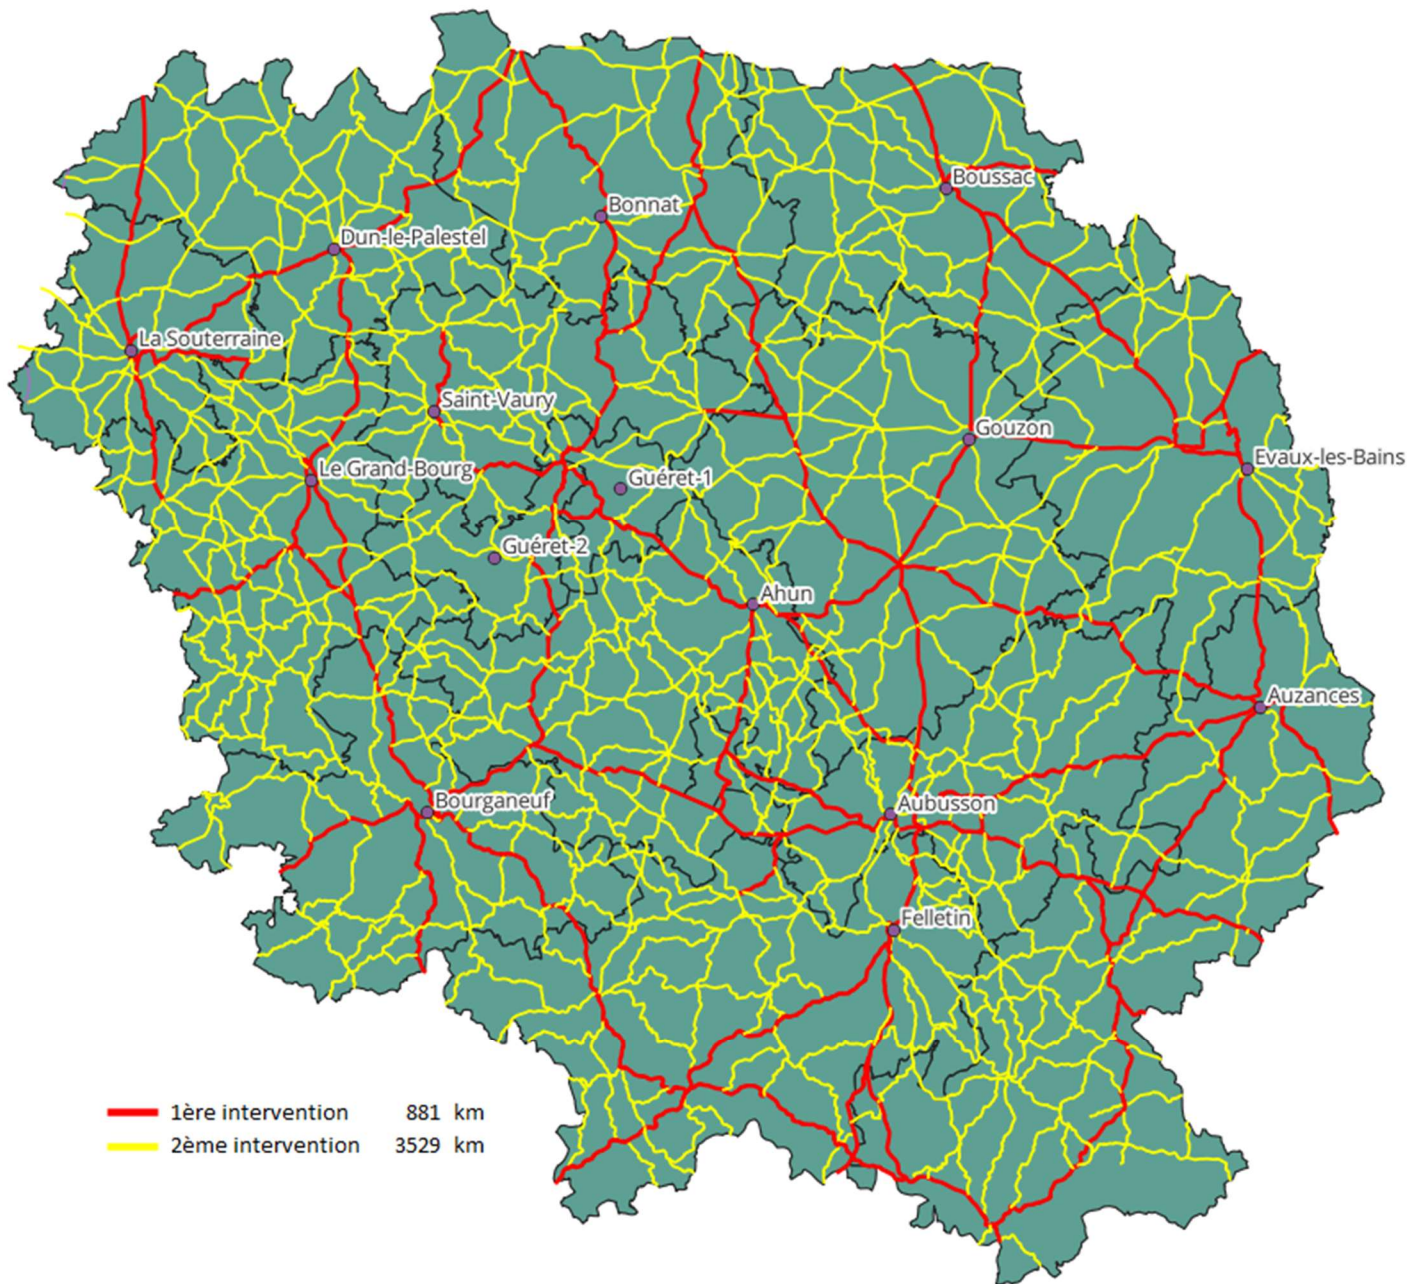 Boussac
Bonnat
Dun-le-Palestel
La Souterraine
Saint-Vaury
Gouzon
Evaux-les-Bains
Le Grand-Bourg
Guéret-1
Guéret-2
Ahun
Auzances
Bourganeuf
Aubusson
Felletin
1ère intervention 881 km
2ème intervention 3529 km